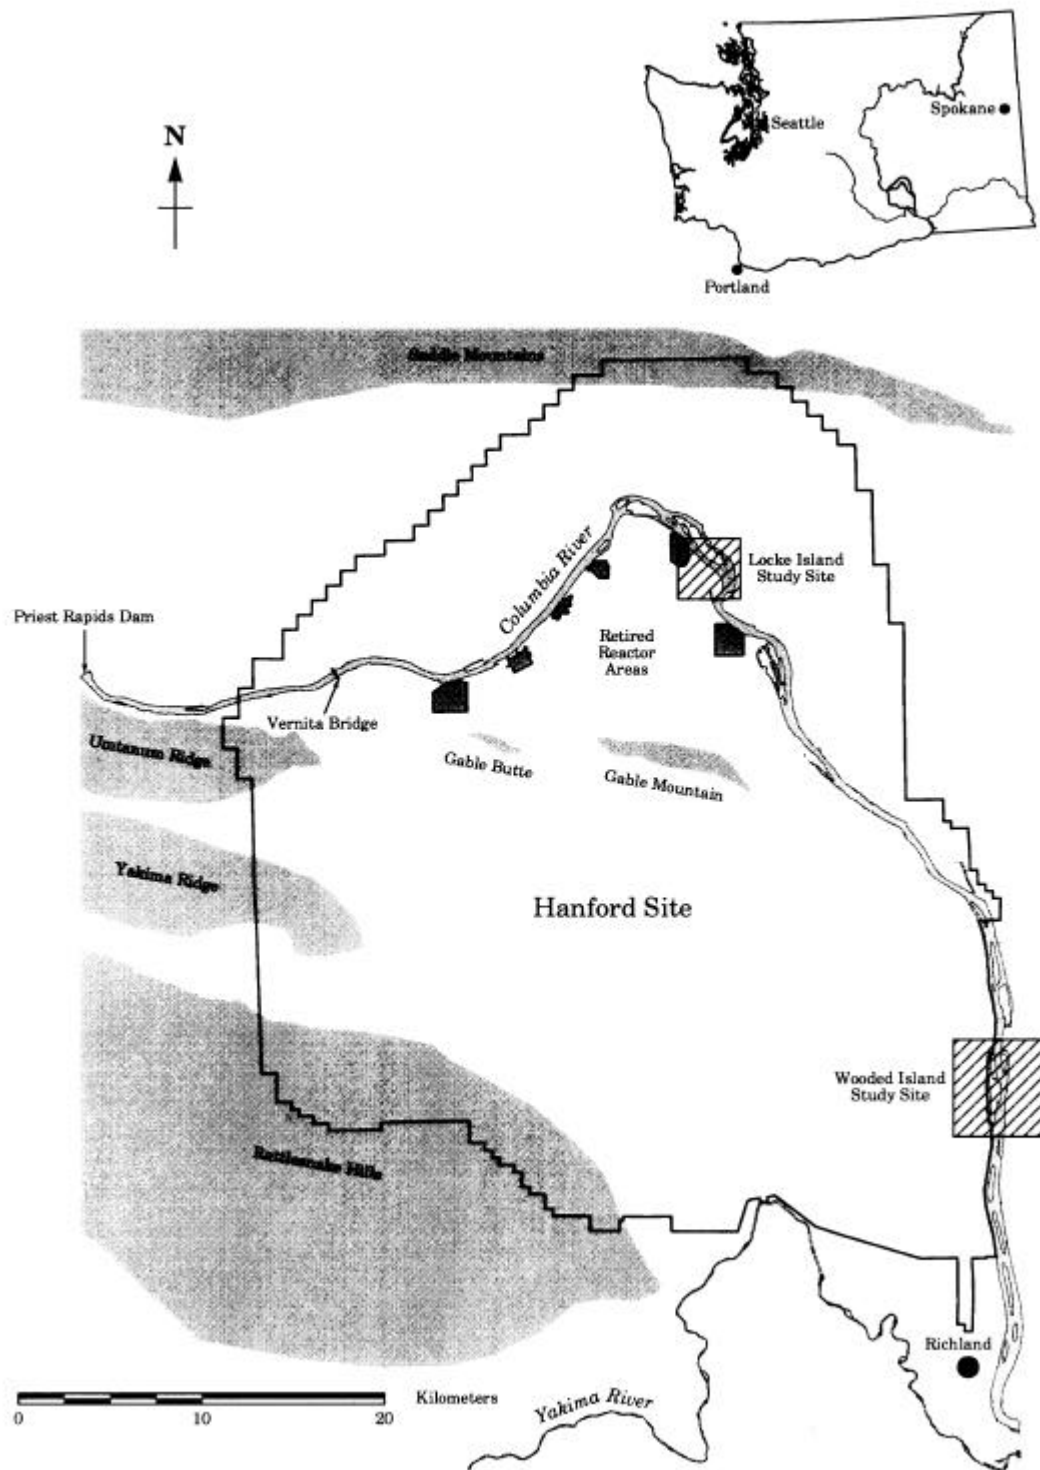 Spokane
Seattle
N
Portland
Saddle Mountains
Columbia River
Locke Island
Study Site
Priest Rapids Dam
Retired
Reactor
Areas
Vernita Bridge
Umtanum Ridge
Gable Butte
Gable Mountain
Yakima Ridge
Hanford Site
Wooded Island
Study Site
Rattlesnake Hills
Richland
Kilometers
0 10 20
Yakima River